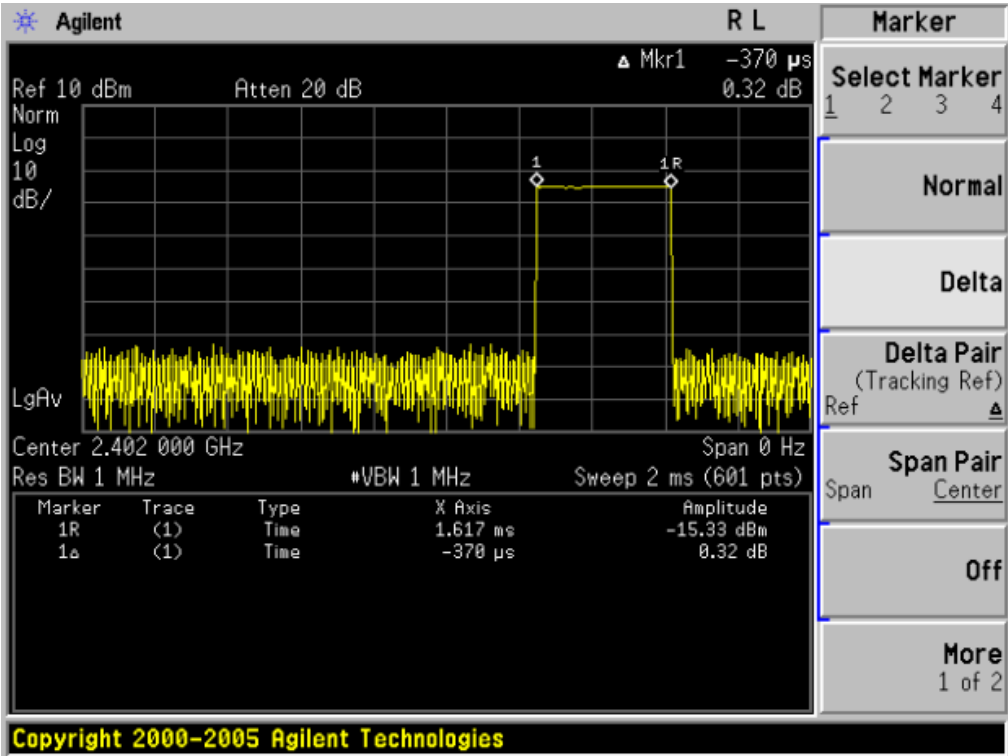 Agilent R L Marker
Δ Mkr1 -370 µs
Ref 10 dBm Atten 20 dB 0.32 dB
Norm
Log
10
dB/
1 1R
LgAv
Center 2.402 000 GHz Span 0 Hz
Res BW 1 MHz #VBW 1 MHz Sweep 2 ms (601 pts)
Marker Trace Type X Axis Amplitude
1R (1) Time 1.617 ms -15.33 dBm
1Δ (1) Time -370 µs 0.32 dB
Select Marker
1 2 3 4
Normal
Delta
Delta Pair
(Tracking Ref)
Ref Δ
Span Pair
Span Center
Off
More
1 of 2
Copyright 2000-2005 Agilent Technologies